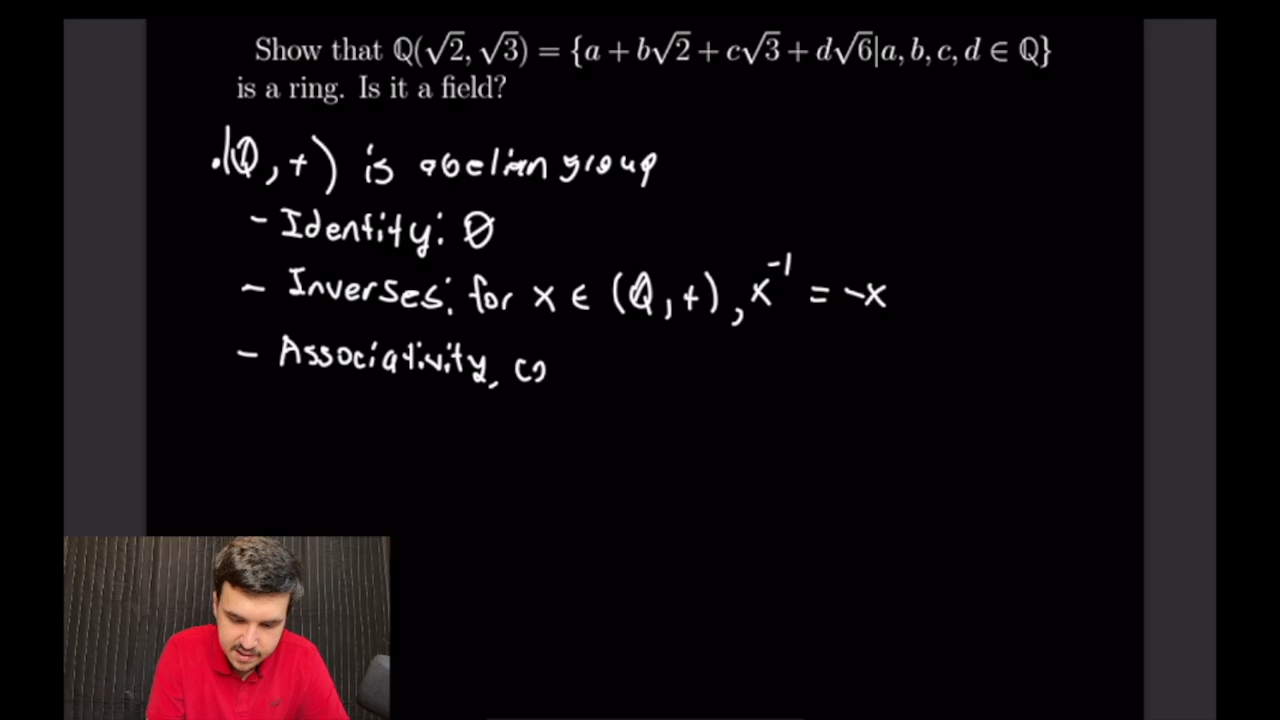 Show that ℚ(√2, √3) = {a + b√2 + c√3 + d√6|a, b, c, d ∈ ℚ}
is a ring. Is it a field?
.(ℚ, +) is abelian group
- Identity: 0
- Inverses: for x ∈ (ℚ, +), x⁻¹ = -x
- Associativity, co